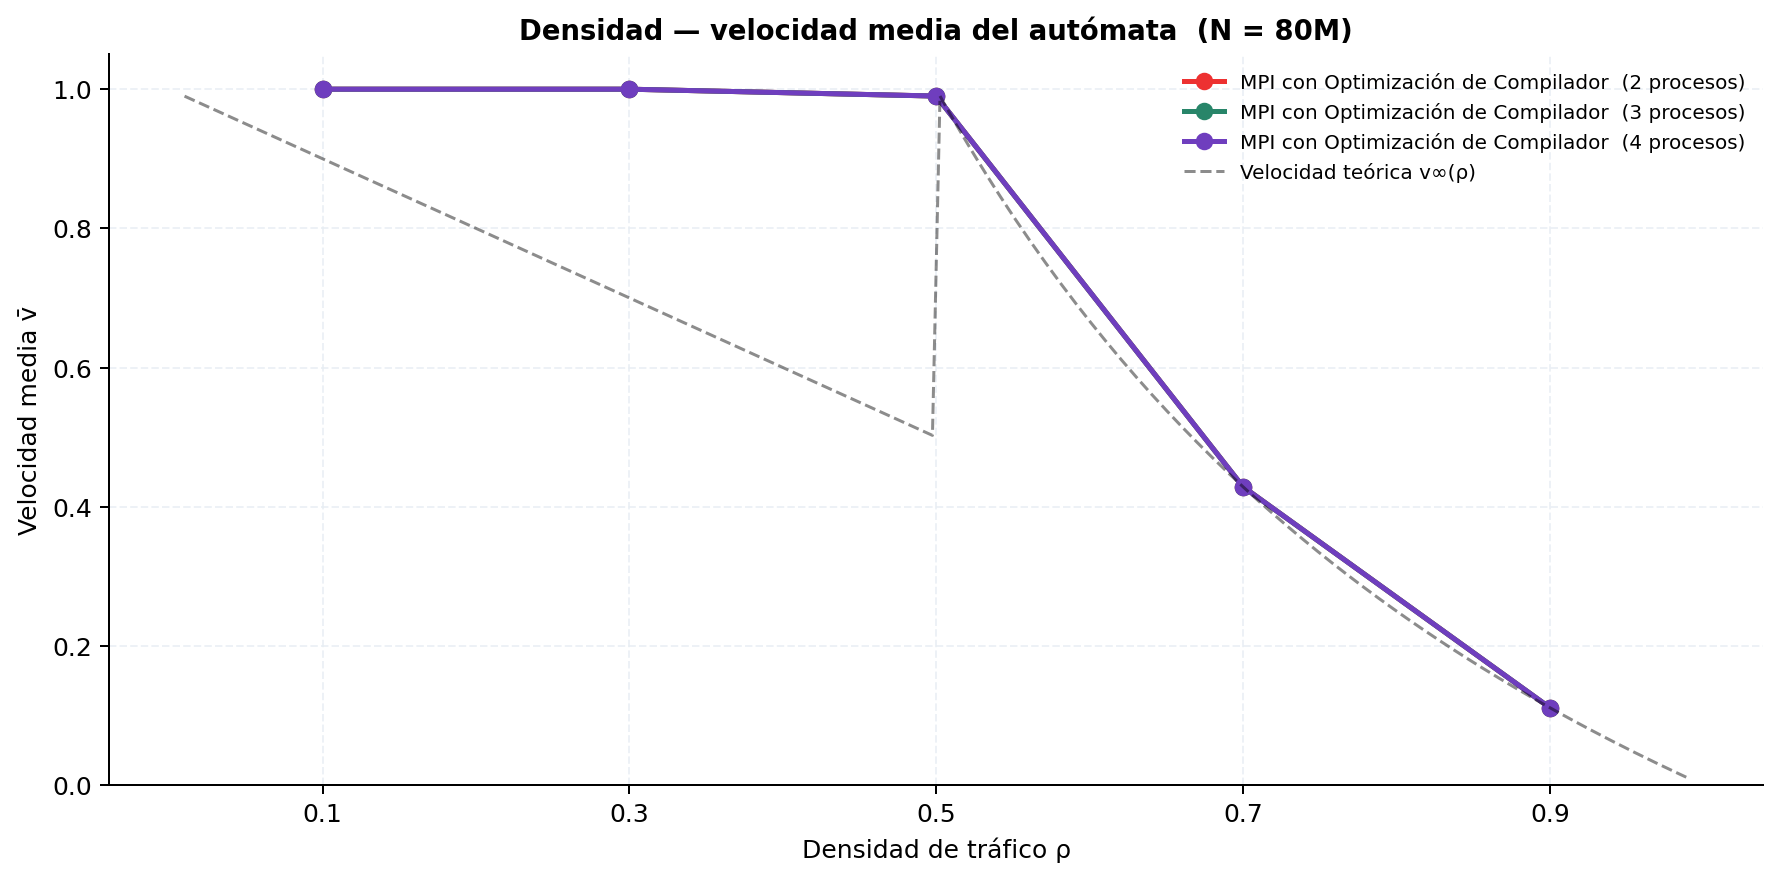 Densidad — velocidad media del autómata (N = 80M)
MPI con Optimización de Compilador (2 procesos)
MPI con Optimización de Compilador (3 procesos)
MPI con Optimización de Compilador (4 procesos)
Velocidad teórica v∞(ρ)
Velocidad media v̄
1.0
0.8
0.6
0.4
0.2
0.0
0.1 0.3 0.5 0.7 0.9
Densidad de tráfico ρ